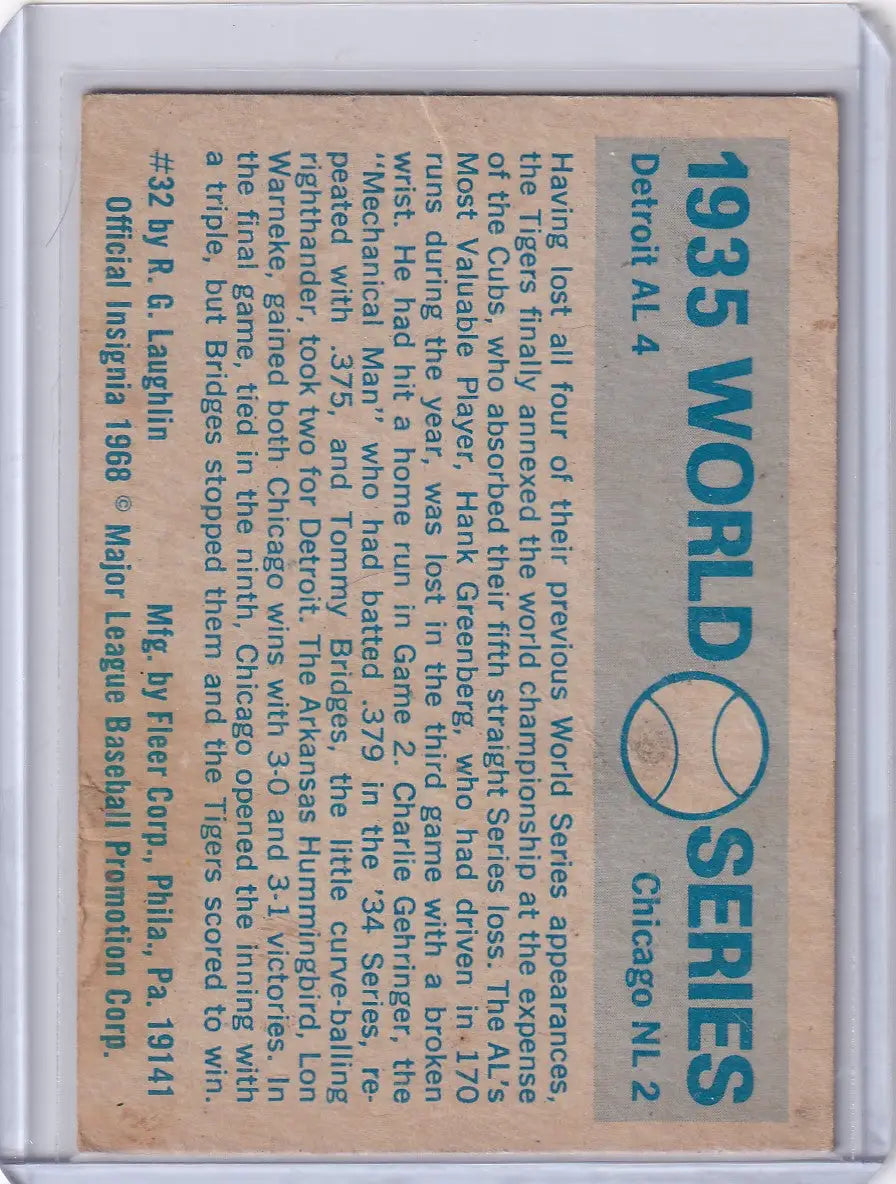 1935 WORLD SERIES
Detroit AL 4 Chicago NL 2
Having lost all four of their previous World Series appearances,
the Tigers finally annexed the world championship at the expense
of the Cubs, who absorbed their fifth straight Series loss. The AL's
Most Valuable Player, Hank Greenberg, who had driven in 170
runs during the year, was lost in the third game with a broken
wrist. He had hit a home run in Game 2. Charlie Gehringer, the
"Mechanical Man" who had batted .379 in the '34 Series, re-
peated with .375, and Tommy Bridges, the little curve-balling
righthander, took two for Detroit. The Arkansas Hummingbird, Lon
Warneke, gained both Chicago wins with 3-0 and 3-1 victories. In
the final game, tied in the ninth, Chicago opened the inning with
a triple, but Bridges stopped them and the Tigers scored to win.
#32 by R. G. Laughlin Mfg. by Fleer Corp., Phila., Pa. 19141
Official Insignia 1968 © Major League Baseball Promotion Corp.